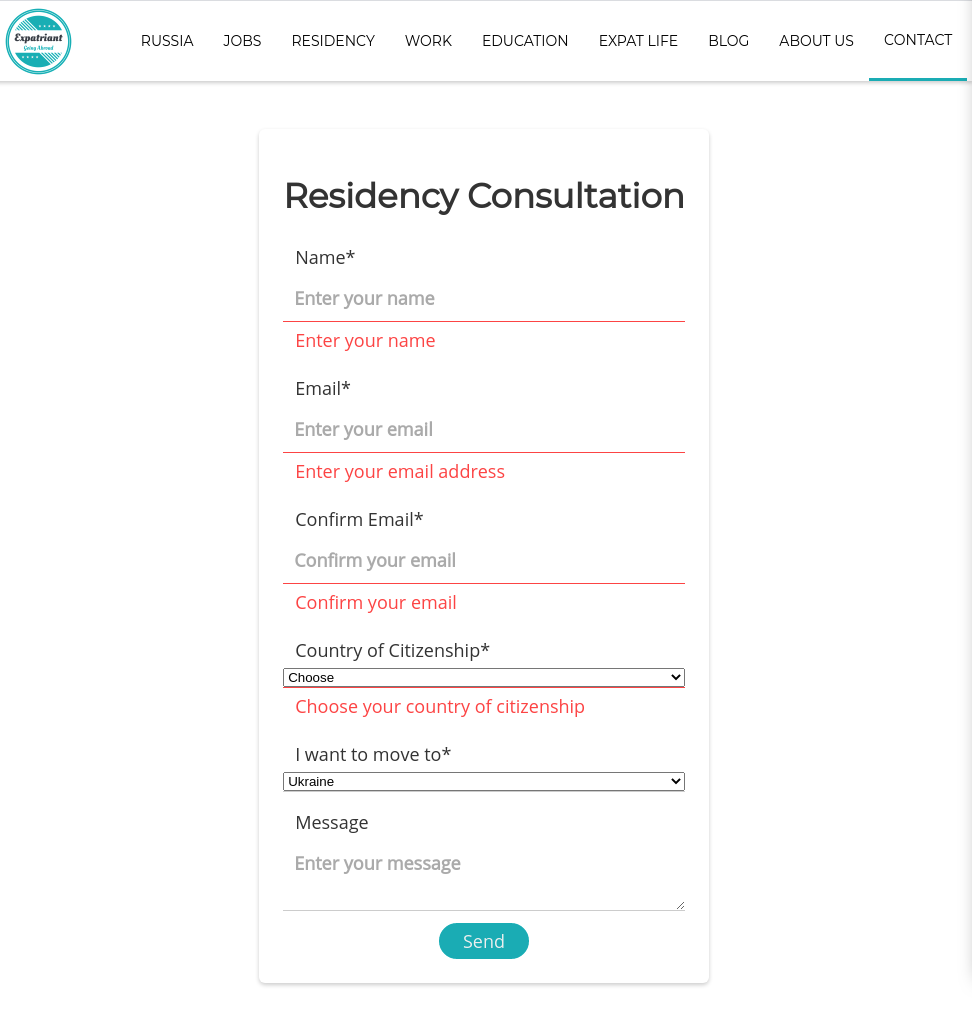 Expatriant
Going Abroad
RUSSIA JOBS RESIDENCY WORK EDUCATION EXPAT LIFE BLOG ABOUT US CONTACT
Residency Consultation
Name*
Enter your name
Enter your name
Email*
Enter your email
Enter your email address
Confirm Email*
Confirm your email
Confirm your email
Country of Citizenship*
Choose
Choose your country of citizenship
I want to move to*
Ukraine
Message
Enter your message
Send